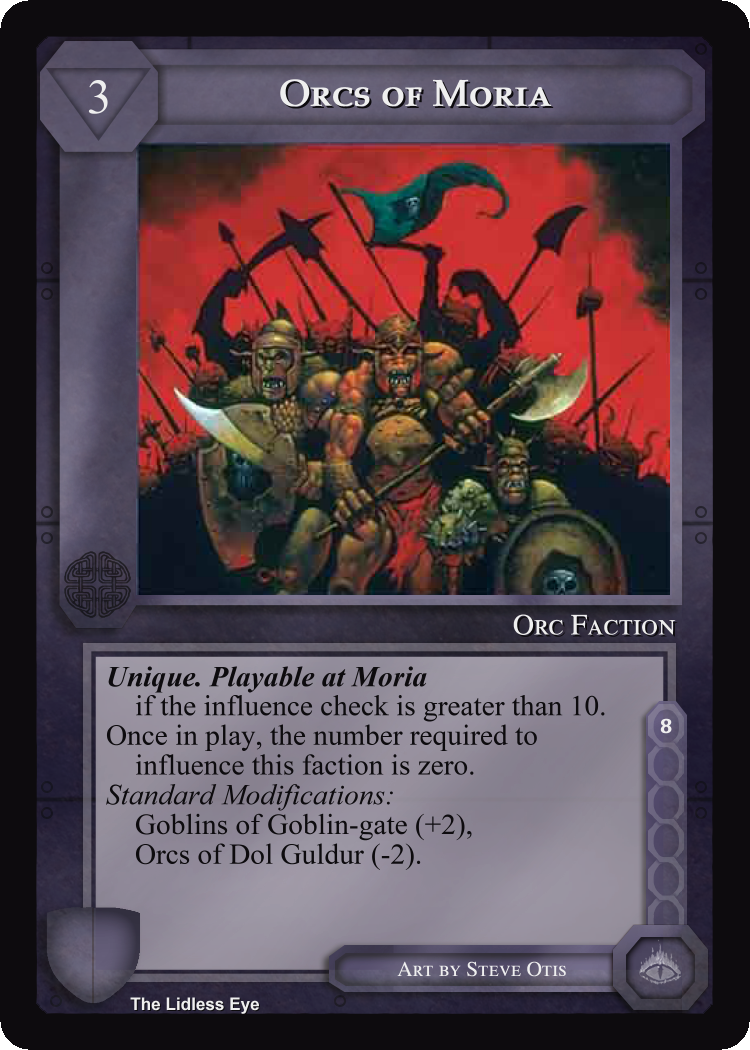 3
Orcs of Moria
Orc Faction
Unique. Playable at Moria
if the influence check is greater than 10.
Once in play, the number required to
influence this faction is zero.
Standard Modifications:
Goblins of Goblin-gate (+2),
Orcs of Dol Guldur (-2).
8
Art by Steve Otis
The Lidless Eye